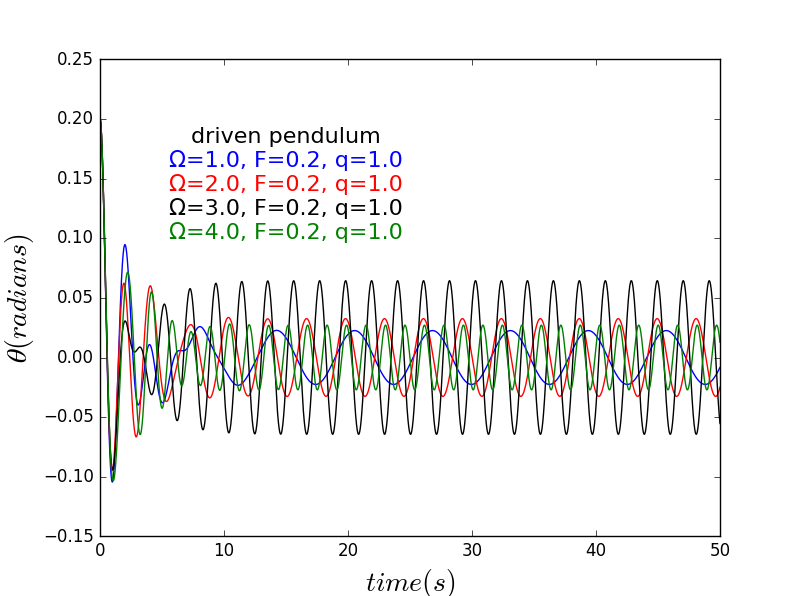 0.25
0.20
0.15
0.10
0.05
0.00
−0.05
−0.10
−0.15
θ(radians)
driven pendulum
Ω=1.0, F=0.2, q=1.0
Ω=2.0, F=0.2, q=1.0
Ω=3.0, F=0.2, q=1.0
Ω=4.0, F=0.2, q=1.0
0 10 20 30 40 50
time(s)